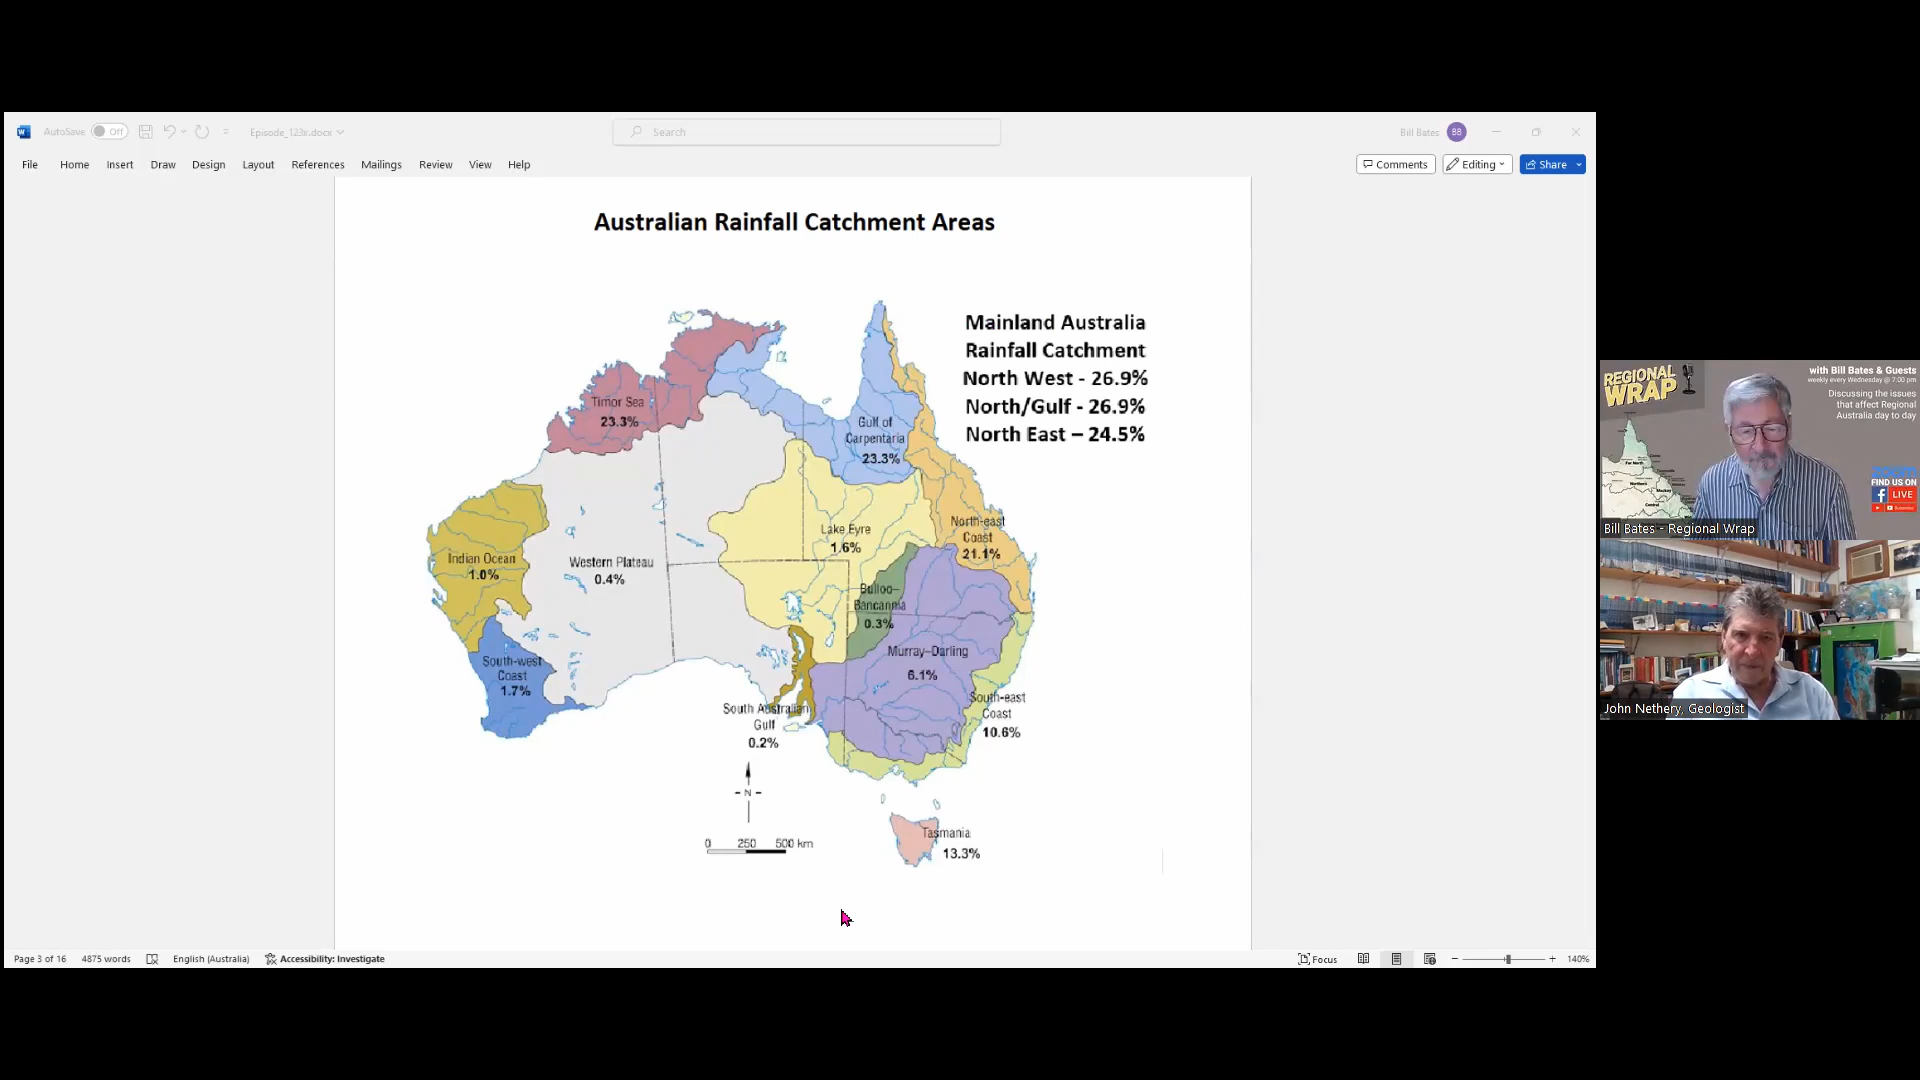 AutoSave Off Episode_123x.docx Search Bill Bates BB
File Home Insert Draw Design Layout References Mailings Review View Help Comments Editing Share
Australian Rainfall Catchment Areas
Mainland Australia
Rainfall Catchment
North West - 26.9%
North/Gulf - 26.9%
North East – 24.5%
Timor Sea
23.3%
Gulf of
Carpentaria
23.3%
Lake Eyre
1.6%
North-east
Coast
21.1%
Indian Ocean
1.0%
Western Plateau
0.4%
Bulloo-
Bancannia
0.3%
Murray–Darling
6.1%
South-west
Coast
1.7%
South Australian
Gulf
0.2%
South-east
Coast
10.6%
- N -
0 250 500 km
Tasmania
13.3%
Page 3 of 16 4875 words English (Australia) Accessibility: Investigate Focus 140%
REGIONAL
WRAP
with Bill Bates & Guests
weekly every Wednesday @ 7:00 pm
Discussing the issues
that affect Regional
Australia day to day
FIND US ON
f LIVE
Bill Bates - Regional Wrap
John Nethery, Geologist